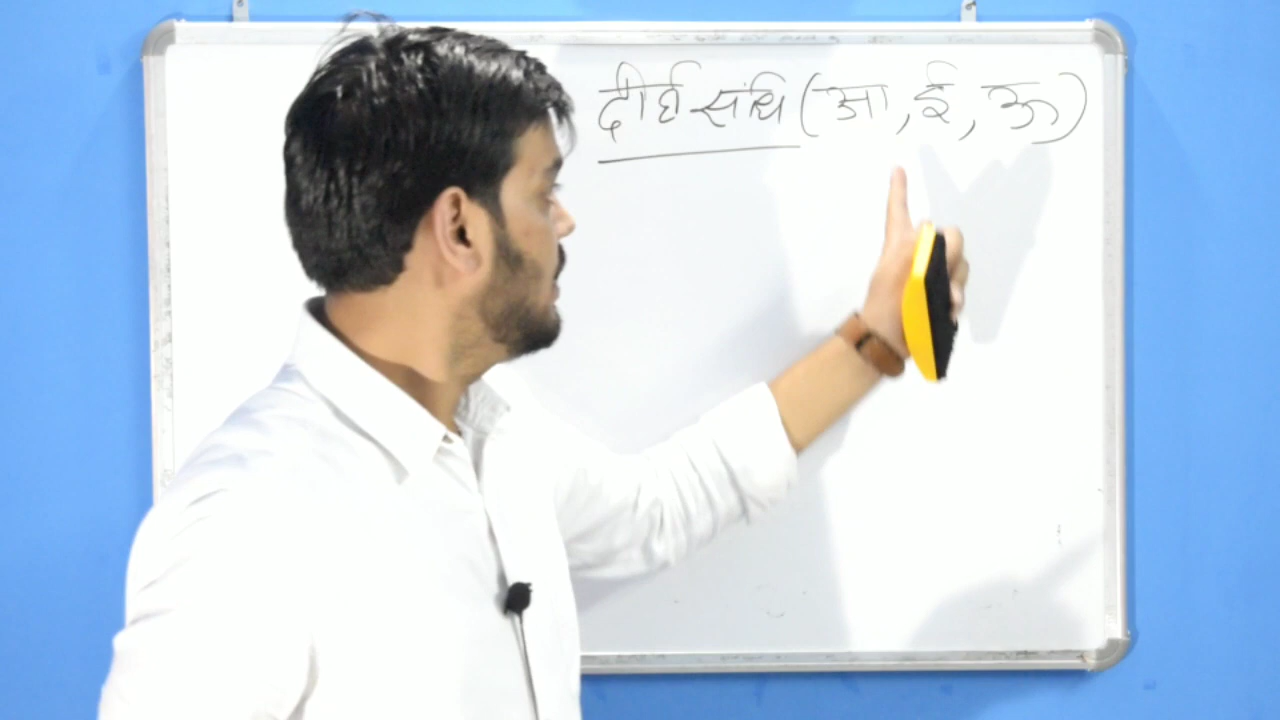 दीर्घ संधि (आ, ई, ऊ)